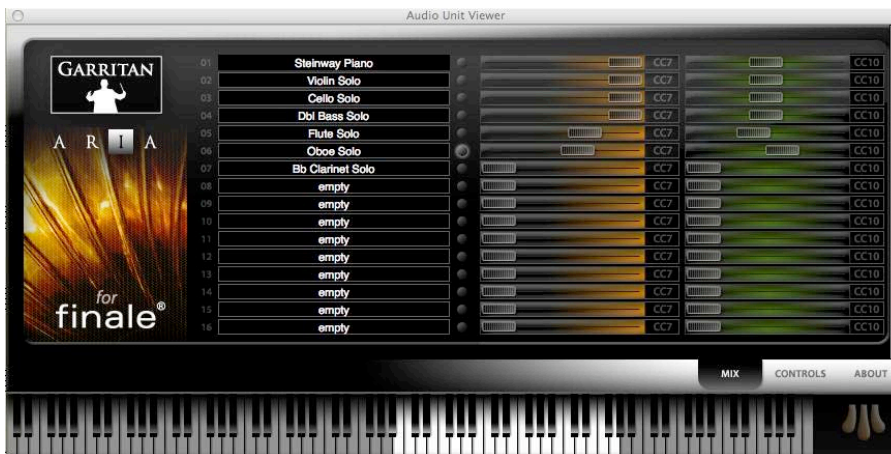 Audio Unit Viewer
GARRITAN
A R I A
for
finale®
01 Steinway Piano CC7 CC10
02 Violin Solo CC7 CC10
03 Cello Solo CC7 CC10
04 Dbl Bass Solo CC7 CC10
05 Flute Solo CC7 CC10
06 Oboe Solo CC7 CC10
07 Bb Clarinet Solo CC7 CC10
08 empty CC7 CC10
09 empty CC7 CC10
10 empty CC7 CC10
11 empty CC7 CC10
12 empty CC7 CC10
13 empty CC7 CC10
14 empty CC7 CC10
15 empty CC7 CC10
16 empty CC7 CC10
MIX CONTROLS ABOUT